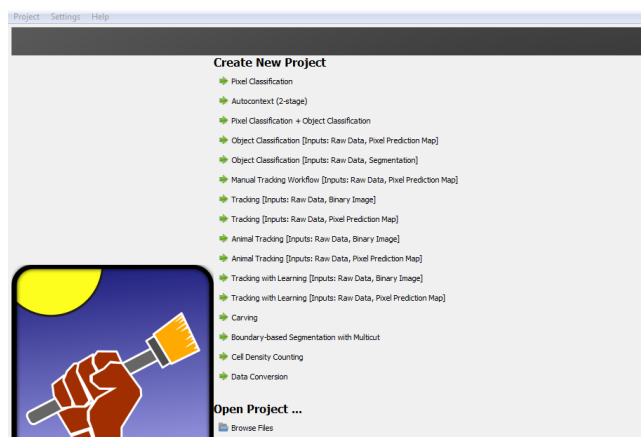 Project Settings Help
Create New Project
Pixel Classification
Autocontext (2-stage)
Pixel Classification + Object Classification
Object Classification [Inputs: Raw Data, Pixel Prediction Map]
Object Classification [Inputs: Raw Data, Segmentation]
Manual Tracking Workflow [Inputs: Raw Data, Pixel Prediction Map]
Tracking [Inputs: Raw Data, Binary Image]
Tracking [Inputs: Raw Data, Pixel Prediction Map]
Animal Tracking [Inputs: Raw Data, Binary Image]
Animal Tracking [Inputs: Raw Data, Pixel Prediction Map]
Tracking with Learning [Inputs: Raw Data, Binary Image]
Tracking with Learning [Inputs: Raw Data, Pixel Prediction Map]
Carving
Boundary-based Segmentation with Multicut
Cell Density Counting
Data Conversion
Open Project ...
Browse Files